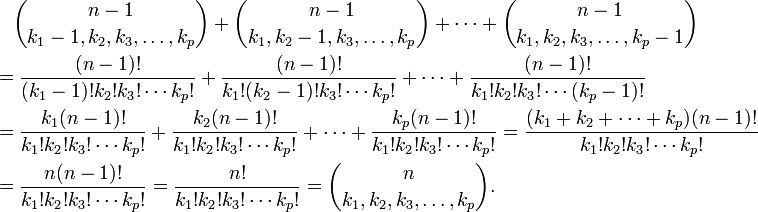 \binom{n-1}{k_1-1,k_2,k_3,\ldots,k_p}+\binom{n-1}{k_1,k_2-1,k_3,\ldots,k_p}+\cdots+\binom{n-1}{k_1,k_2,k_3,\ldots,k_p-1}
=\frac{(n-1)!}{(k_1-1)!k_2!k_3!\cdots k_p!}+\frac{(n-1)!}{k_1!(k_2-1)!k_3!\cdots k_p!}+\cdots+\frac{(n-1)!}{k_1!k_2!k_3!\cdots(k_p-1)!}
=\frac{k_1(n-1)!}{k_1!k_2!k_3!\cdots k_p!}+\frac{k_2(n-1)!}{k_1!k_2!k_3!\cdots k_p!}+\cdots+\frac{k_p(n-1)!}{k_1!k_2!k_3!\cdots k_p!}=\frac{(k_1+k_2+\cdots+k_p)(n-1)!}{k_1!k_2!k_3!\cdots k_p!}
=\frac{n(n-1)!}{k_1!k_2!k_3!\cdots k_p!}=\frac{n!}{k_1!k_2!k_3!\cdots k_p!}=\binom{n}{k_1,k_2,k_3,\ldots,k_p}.